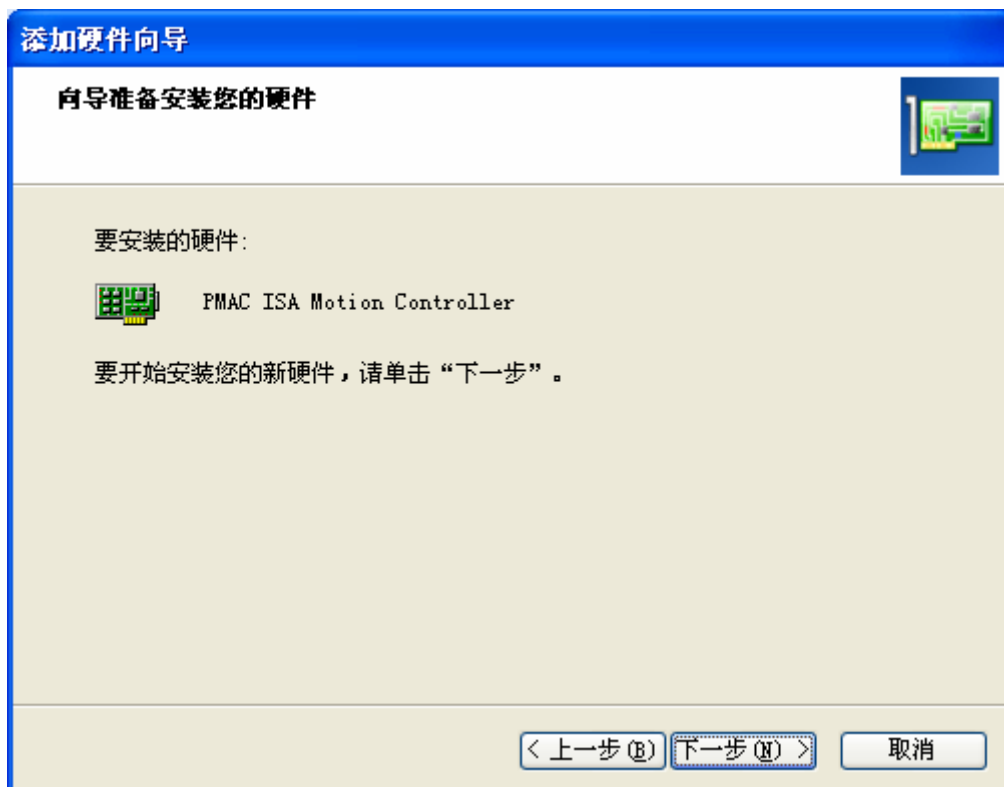 添加硬件向导
向导准备安装您的硬件
要安装的硬件:
PMAC ISA Motion Controller
要开始安装您的新硬件，请单击“下一步”。
< 上一步(B) 下一步(N) > 取消